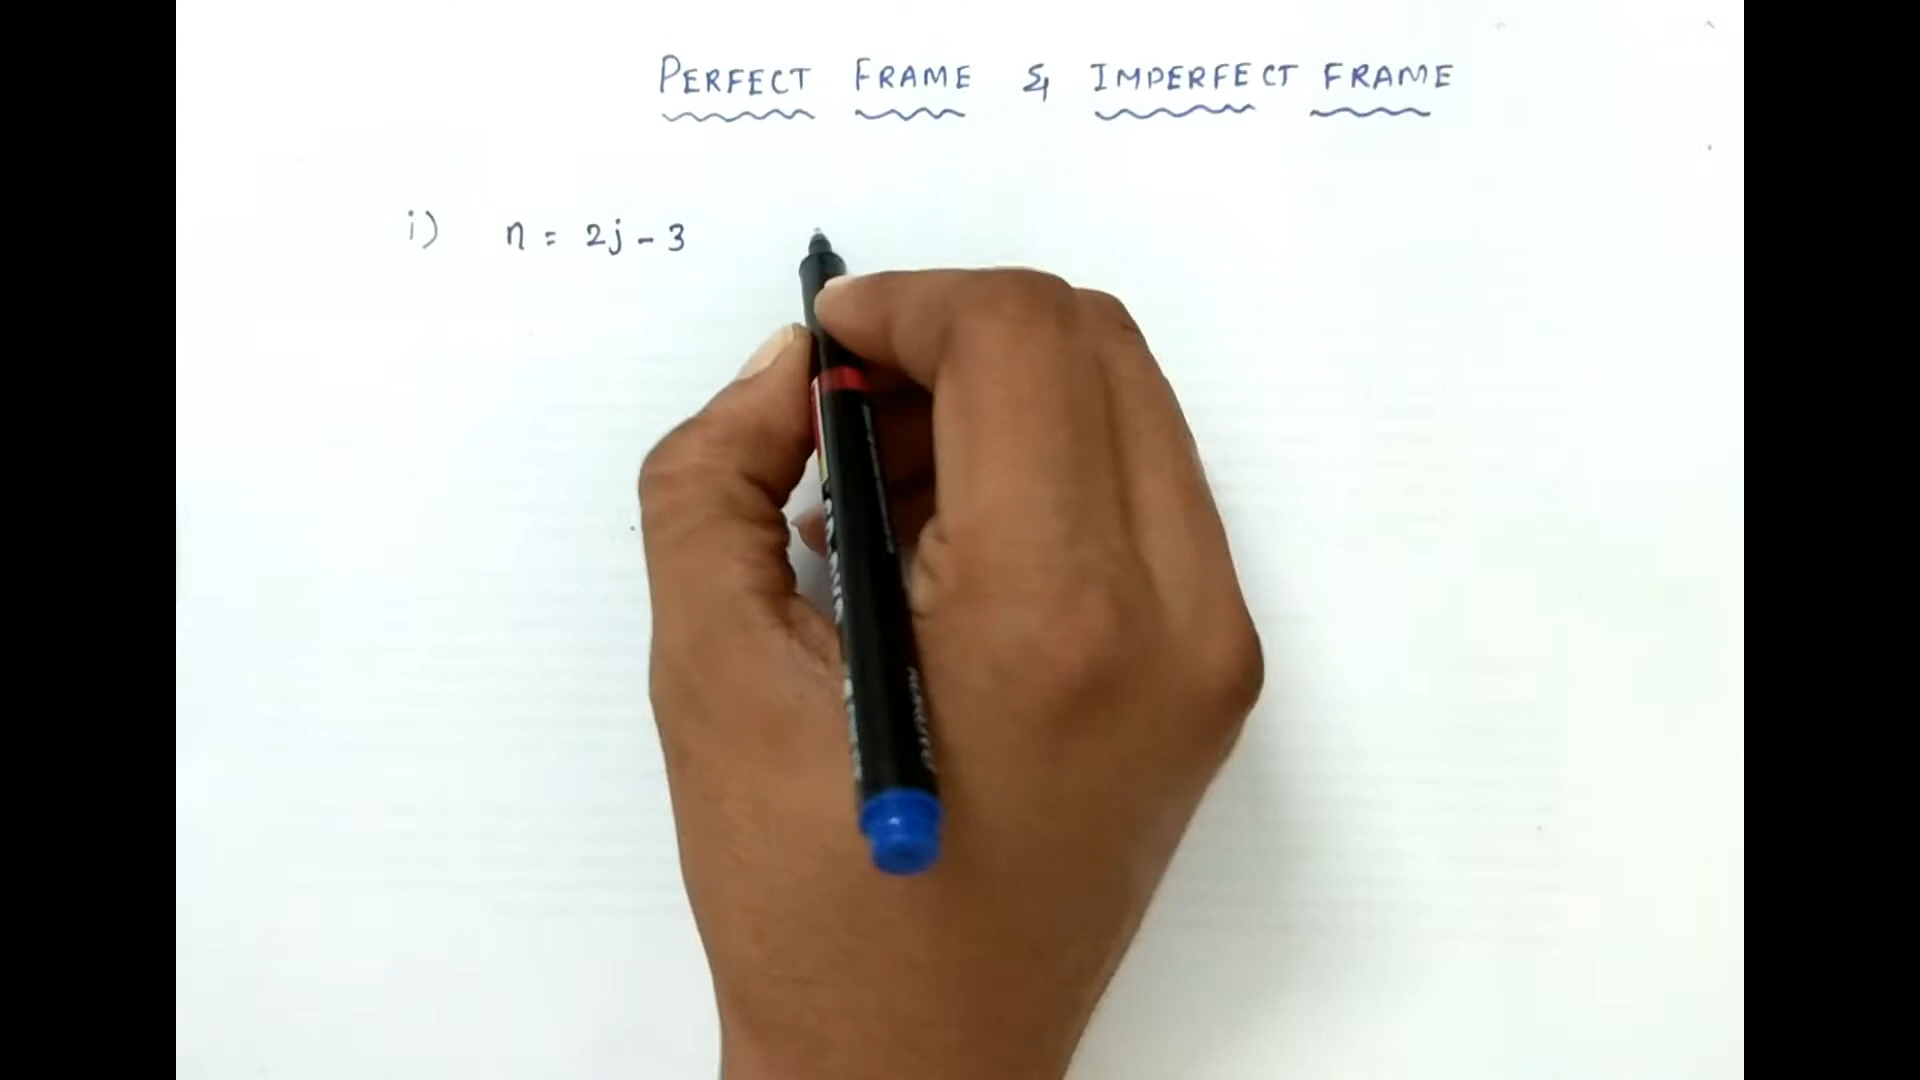 PERFECT FRAME & IMPERFECT FRAME
i) n = 2j - 3